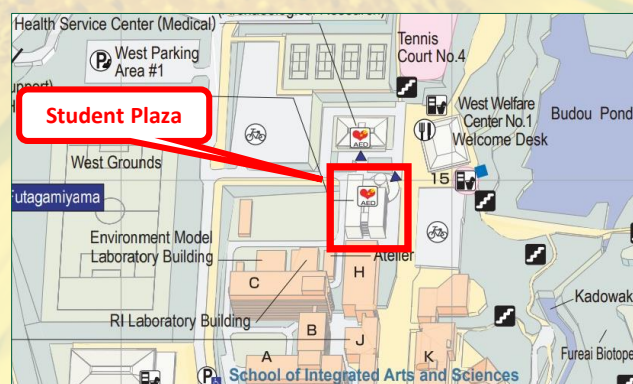 Health Service Center (Medical)
West Parking
Area #1
Tennis
Court No.4
Student Plaza
AED
West Welfare
Center No.1
Welcome Desk
Budou Pond
West Grounds
15
AED
Futagamiyama
Environment Model
Laboratory Building
Atelier
C
H
Kadowak
RI Laboratory Building
B
J
Fureai Biotope
A
K
School of Integrated Arts and Sciences